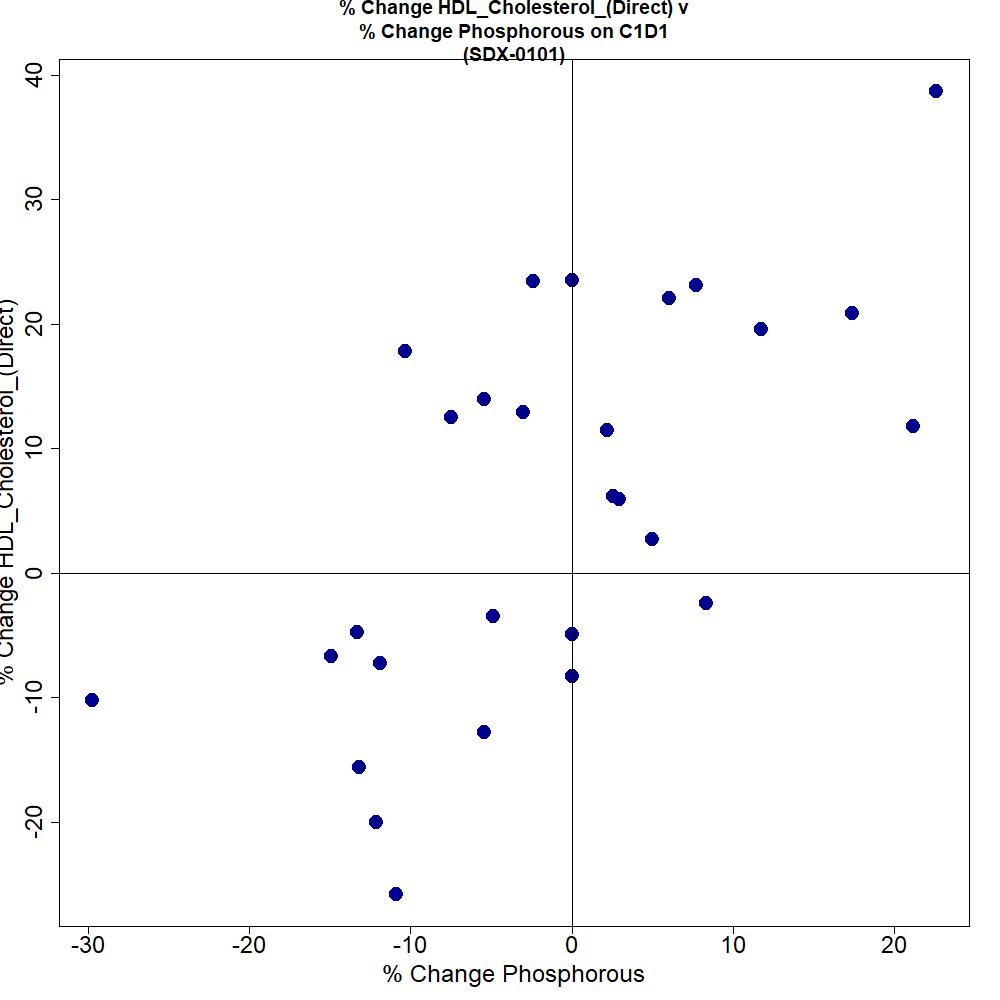 % Change HDL_Cholesterol_(Direct) v
% Change Phosphorous on C1D1
(SDX-0101)
% Change HDL_Cholesterol_(Direct)
40
30
20
10
0
-10
-20
-30
-20
-10
0
10
20
% Change Phosphorous